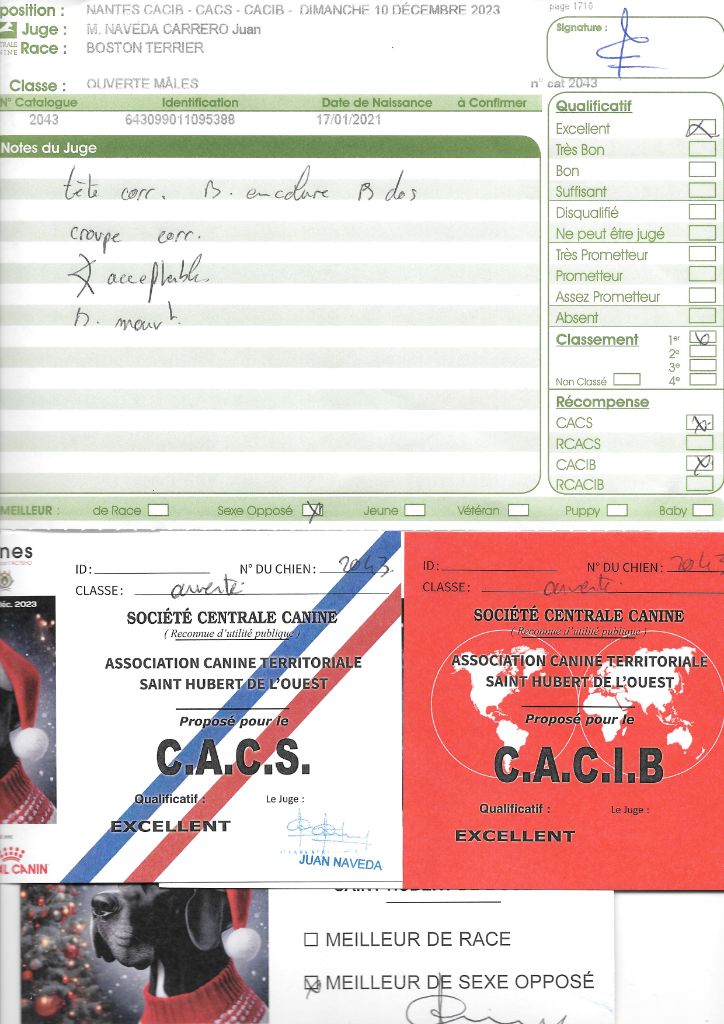 position : NANTES CACIB - CACS - CACIB - DIMANCHE 10 DÉCEMBRE 2023
page 1716
Juge : M. NAVEDA CARRERO Juan
Signature :
Race : BOSTON TERRIER
Classe : OUVERTE MÂLES
n° cat 2043
N° Catalogue Identification Date de Naissance à Confirmer
2043 643099011095388 17/01/2021
Notes du Juge
tête corr. B. encolure B dos
croupe corr.
acceptable
B. mouvt.
Qualificatif
Excellent
Très Bon
Bon
Suffisant
Disqualifié
Ne peut être jugé
Très Prometteur
Prometteur
Assez Prometteur
Absent
Classement 1er
2e
3e
Non Classé 4e
Récompense
CACS
RCACS
CACIB
RCACIB
MEILLEUR : de Race Sexe Opposé Jeune Vétéran Puppy Baby
nes
déc. 2023
AL CANIN
ID : N° DU CHIEN : 2043
CLASSE : ouverte
SOCIÉTÉ CENTRALE CANINE
( Reconnue d'utilité publique )
ASSOCIATION CANINE TERRITORIALE
SAINT HUBERT DE L'OUEST
Proposé pour le
C.A.C.S.
Qualificatif : Le Juge :
EXCELLENT
JUAN NAVEDA
ID : N° DU CHIEN : 2043
CLASSE : ouverte
SOCIÉTÉ CENTRALE CANINE
( Reconnue d'utilité publique )
ASSOCIATION CANINE TERRITORIALE
SAINT HUBERT DE L'OUEST
Proposé pour le
C.A.C.I.B
Qualificatif : Le Juge :
EXCELLENT
MEILLEUR DE RACE
MEILLEUR DE SEXE OPPOSÉ